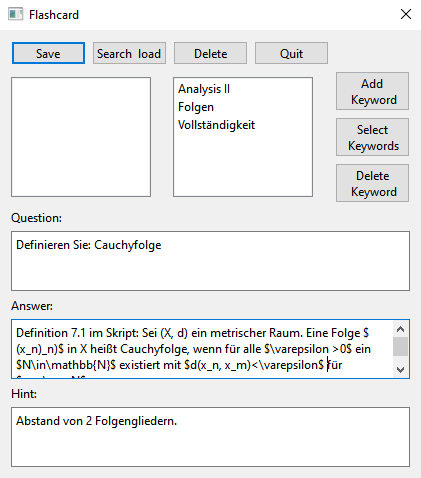 Flashcard
Save Search load Delete Quit
Analysis II
Folgen
Vollständigkeit
Add
Keyword
Select
Keywords
Delete
Keyword
Question:
Definieren Sie: Cauchyfolge
Answer:
Definition 7.1 im Skript: Sei (X, d) ein metrischer Raum. Eine Folge $
(x_n)_n)$ in X heißt Cauchyfolge, wenn für alle $\varepsilon >0$ ein
$N\in\mathbb{N}$ existiert mit $d(x_n, x_m)<\varepsilon$ für
Hint:
Abstand von 2 Folgengliedern.